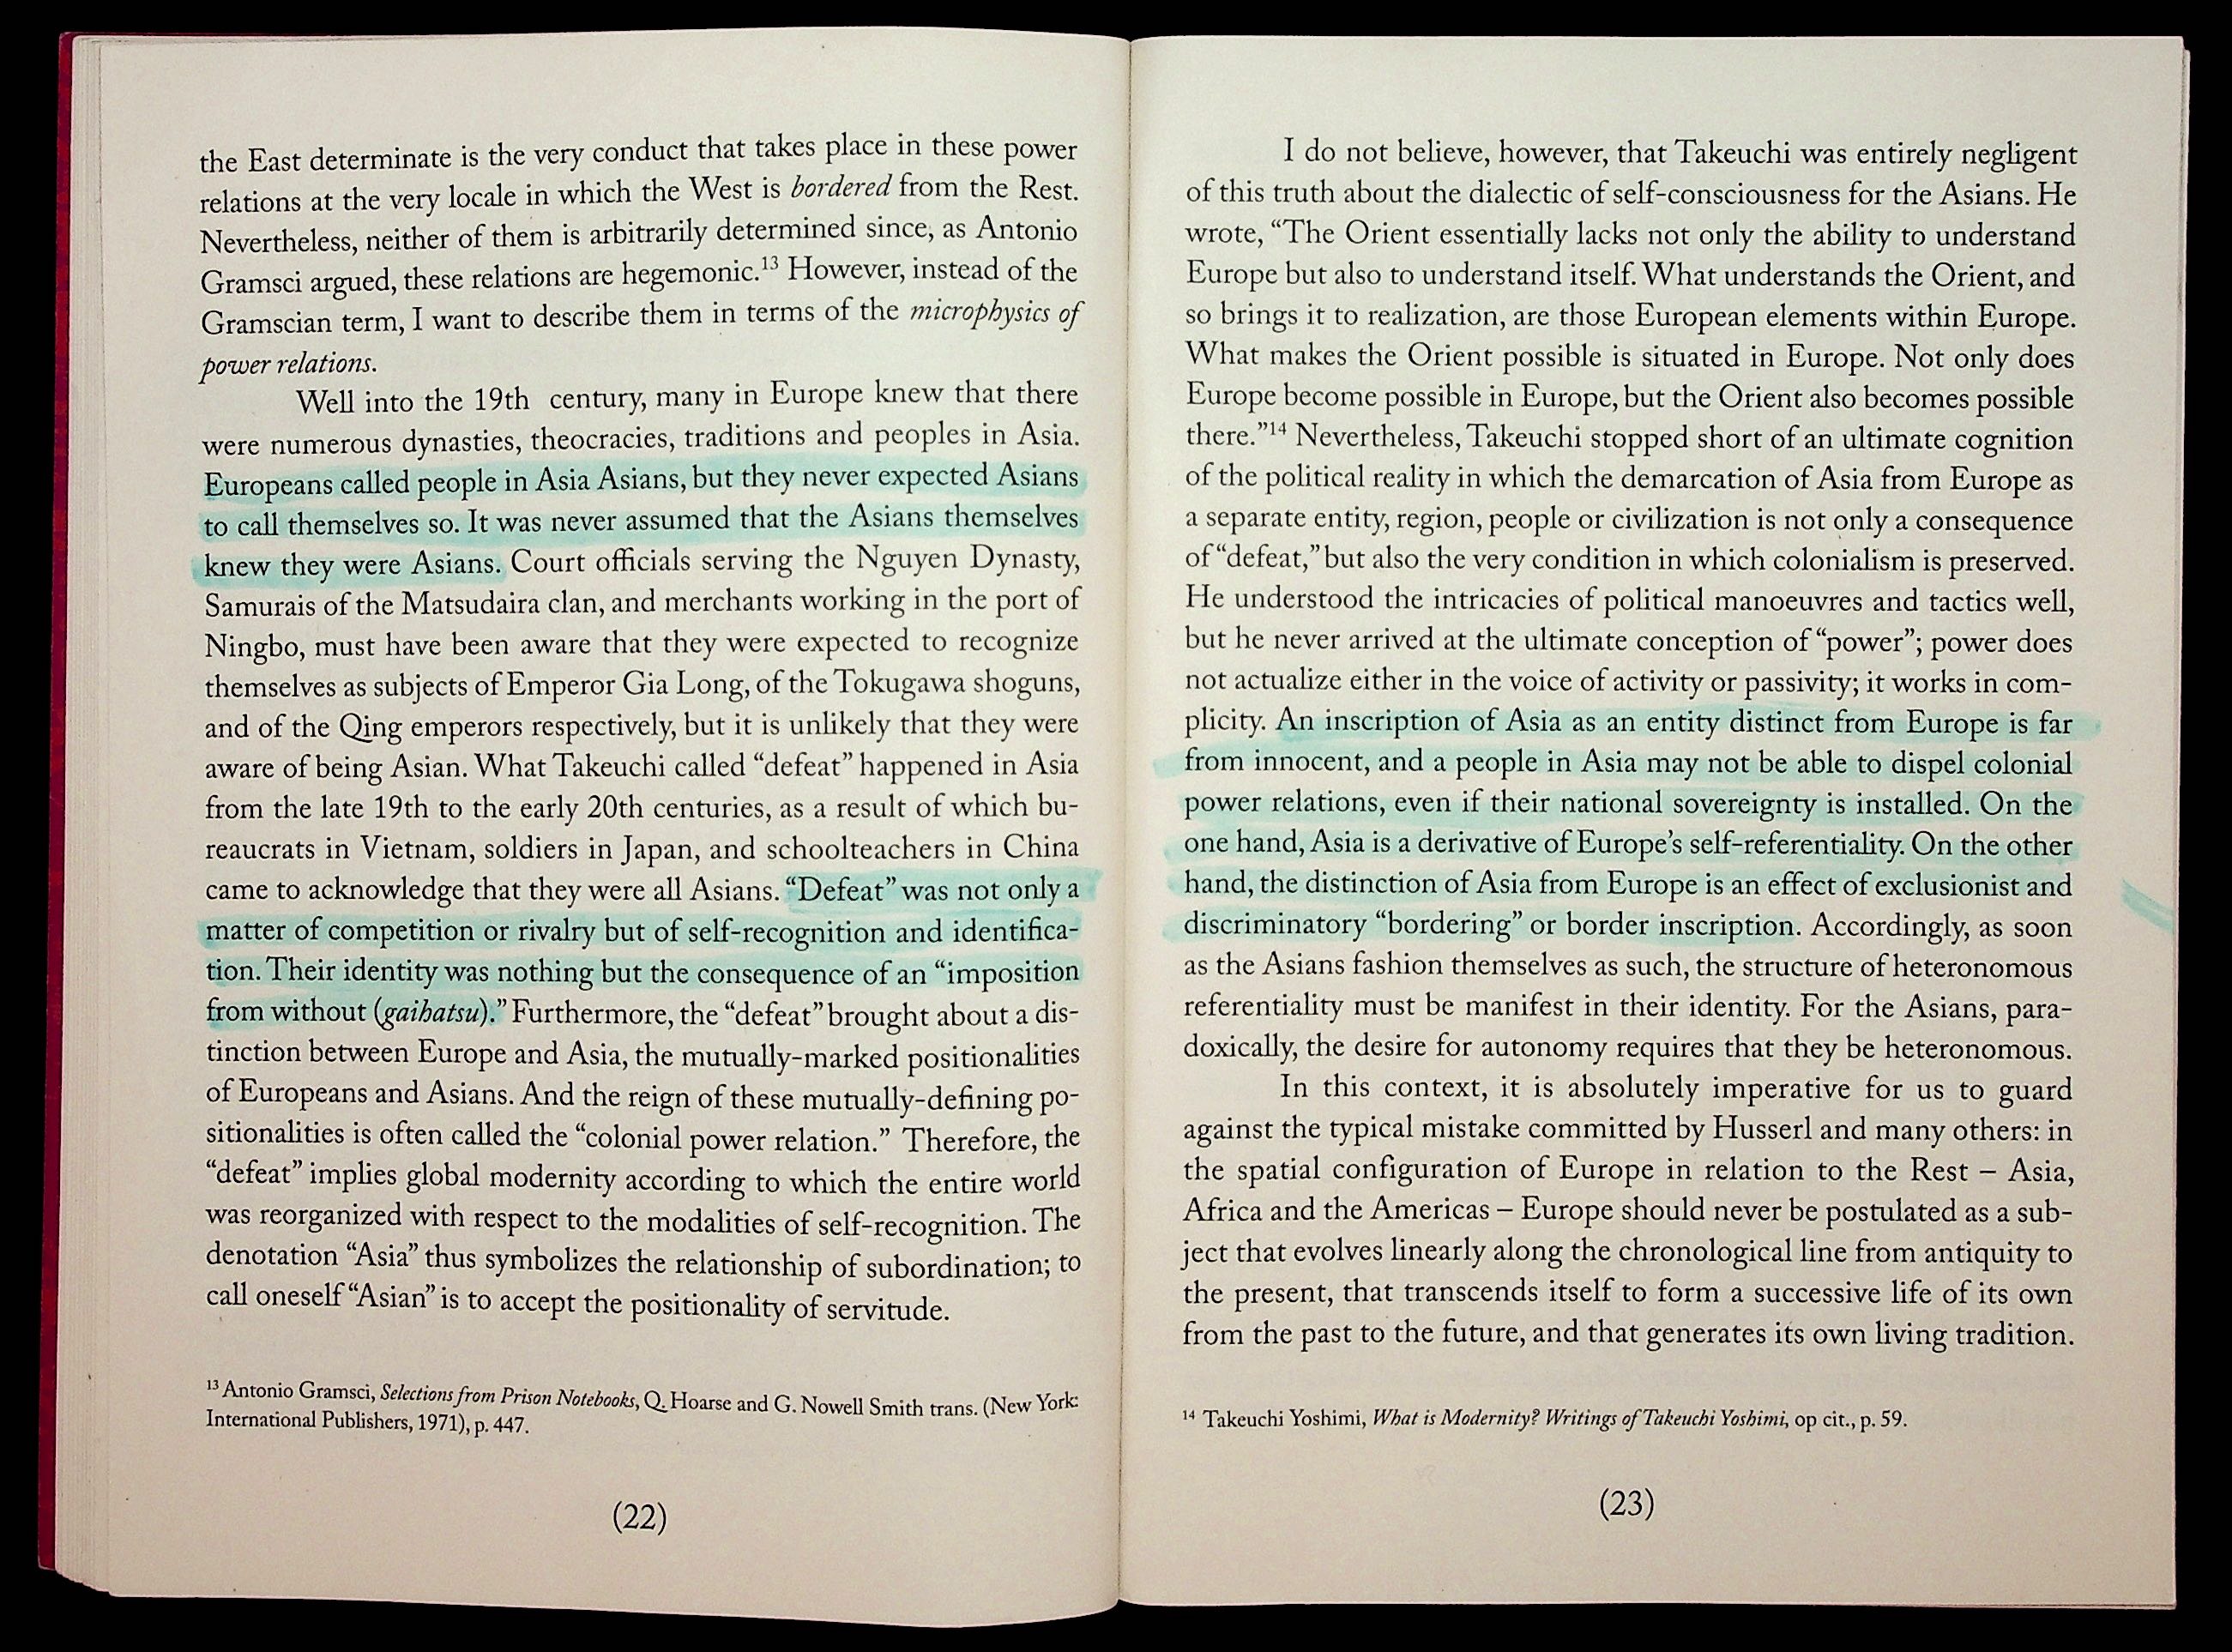 the East determinate is the very conduct that takes place in these power
relations at the very locale in which the West is bordered from the Rest.
Nevertheless, neither of them is arbitrarily determined since, as Antonio
Gramsci argued, these relations are hegemonic.¹³ However, instead of the
Gramscian term, I want to describe them in terms of the microphysics of
power relations.
Well into the 19th century, many in Europe knew that there
were numerous dynasties, theocracies, traditions and peoples in Asia.
Europeans called people in Asia Asians, but they never expected Asians
to call themselves so. It was never assumed that the Asians themselves
knew they were Asians. Court officials serving the Nguyen Dynasty,
Samurais of the Matsudaira clan, and merchants working in the port of
Ningbo, must have been aware that they were expected to recognize
themselves as subjects of Emperor Gia Long, of the Tokugawa shoguns,
and of the Qing emperors respectively, but it is unlikely that they were
aware of being Asian. What Takeuchi called “defeat” happened in Asia
from the late 19th to the early 20th centuries, as a result of which bu-
reaucrats in Vietnam, soldiers in Japan, and schoolteachers in China
came to acknowledge that they were all Asians. “Defeat” was not only a
matter of competition or rivalry but of self-recognition and identifica-
tion. Their identity was nothing but the consequence of an “imposition
from without (gaihatsu).” Furthermore, the “defeat” brought about a dis-
tinction between Europe and Asia, the mutually-marked positionalities
of Europeans and Asians. And the reign of these mutually-defining po-
sitionalities is often called the “colonial power relation.” Therefore, the
“defeat” implies global modernity according to which the entire world
was reorganized with respect to the modalities of self-recognition. The
denotation “Asia” thus symbolizes the relationship of subordination; to
call oneself “Asian” is to accept the positionality of servitude.
¹³ Antonio Gramsci, Selections from Prison Notebooks, Q. Hoarse and G. Nowell Smith trans. (New York:
International Publishers, 1971), p. 447.
(22)
I do not believe, however, that Takeuchi was entirely negligent
of this truth about the dialectic of self-consciousness for the Asians. He
wrote, “The Orient essentially lacks not only the ability to understand
Europe but also to understand itself. What understands the Orient, and
so brings it to realization, are those European elements within Europe.
What makes the Orient possible is situated in Europe. Not only does
Europe become possible in Europe, but the Orient also becomes possible
there.”¹⁴ Nevertheless, Takeuchi stopped short of an ultimate cognition
of the political reality in which the demarcation of Asia from Europe as
a separate entity, region, people or civilization is not only a consequence
of “defeat,” but also the very condition in which colonialism is preserved.
He understood the intricacies of political manoeuvres and tactics well,
but he never arrived at the ultimate conception of “power”; power does
not actualize either in the voice of activity or passivity; it works in com-
plicity. An inscription of Asia as an entity distinct from Europe is far
from innocent, and a people in Asia may not be able to dispel colonial
power relations, even if their national sovereignty is installed. On the
one hand, Asia is a derivative of Europe’s self-referentiality. On the other
hand, the distinction of Asia from Europe is an effect of exclusionist and
discriminatory “bordering” or border inscription. Accordingly, as soon
as the Asians fashion themselves as such, the structure of heteronomous
referentiality must be manifest in their identity. For the Asians, para-
doxically, the desire for autonomy requires that they be heteronomous.
In this context, it is absolutely imperative for us to guard
against the typical mistake committed by Husserl and many others: in
the spatial configuration of Europe in relation to the Rest – Asia,
Africa and the Americas – Europe should never be postulated as a sub-
ject that evolves linearly along the chronological line from antiquity to
the present, that transcends itself to form a successive life of its own
from the past to the future, and that generates its own living tradition.
¹⁴ Takeuchi Yoshimi, What is Modernity? Writings of Takeuchi Yoshimi, op cit., p. 59.
(23)